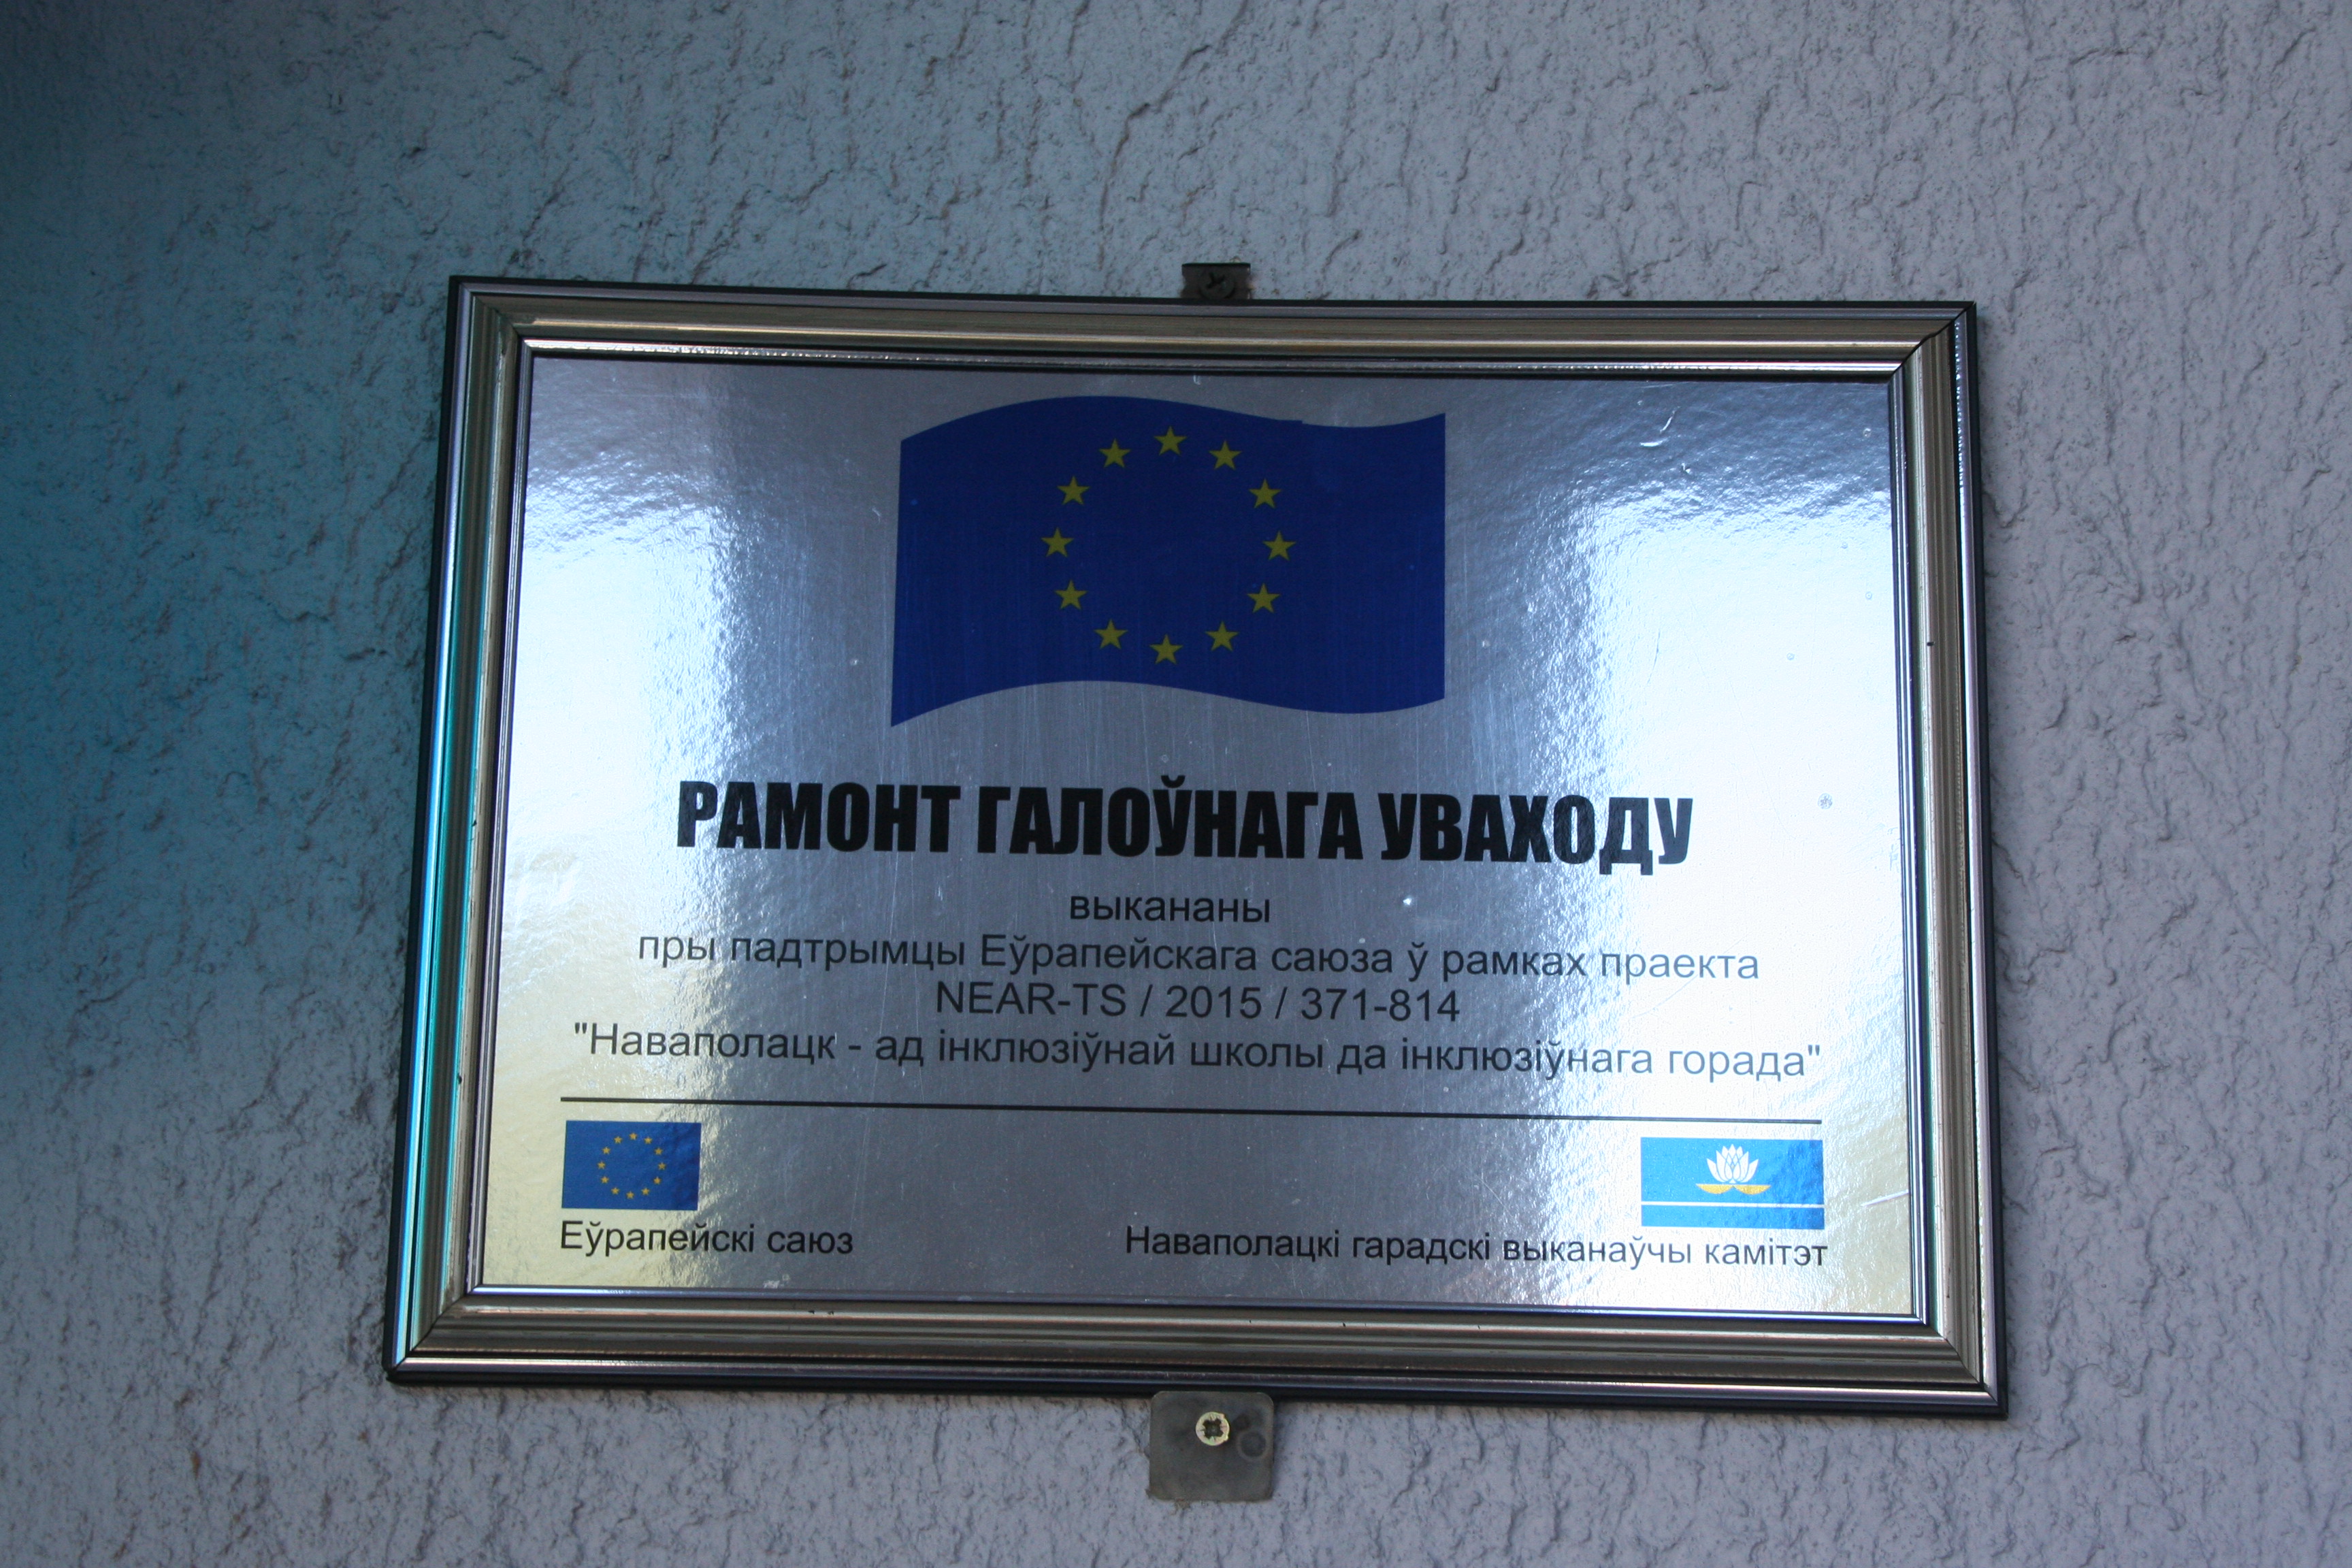 РАМОНТ ГАЛОЎНАГА УВАХОДУ
выкананы
пры падтрымцы Еўрапейскага саюза ў рамках праекта
NEAR-TS / 2015 / 371-814
"Наваполацк - ад інклюзіўнай школы да інклюзіўнага горада"
Еўрапейскі саюз
Наваполацкі гарадскі выканаўчы камітэт